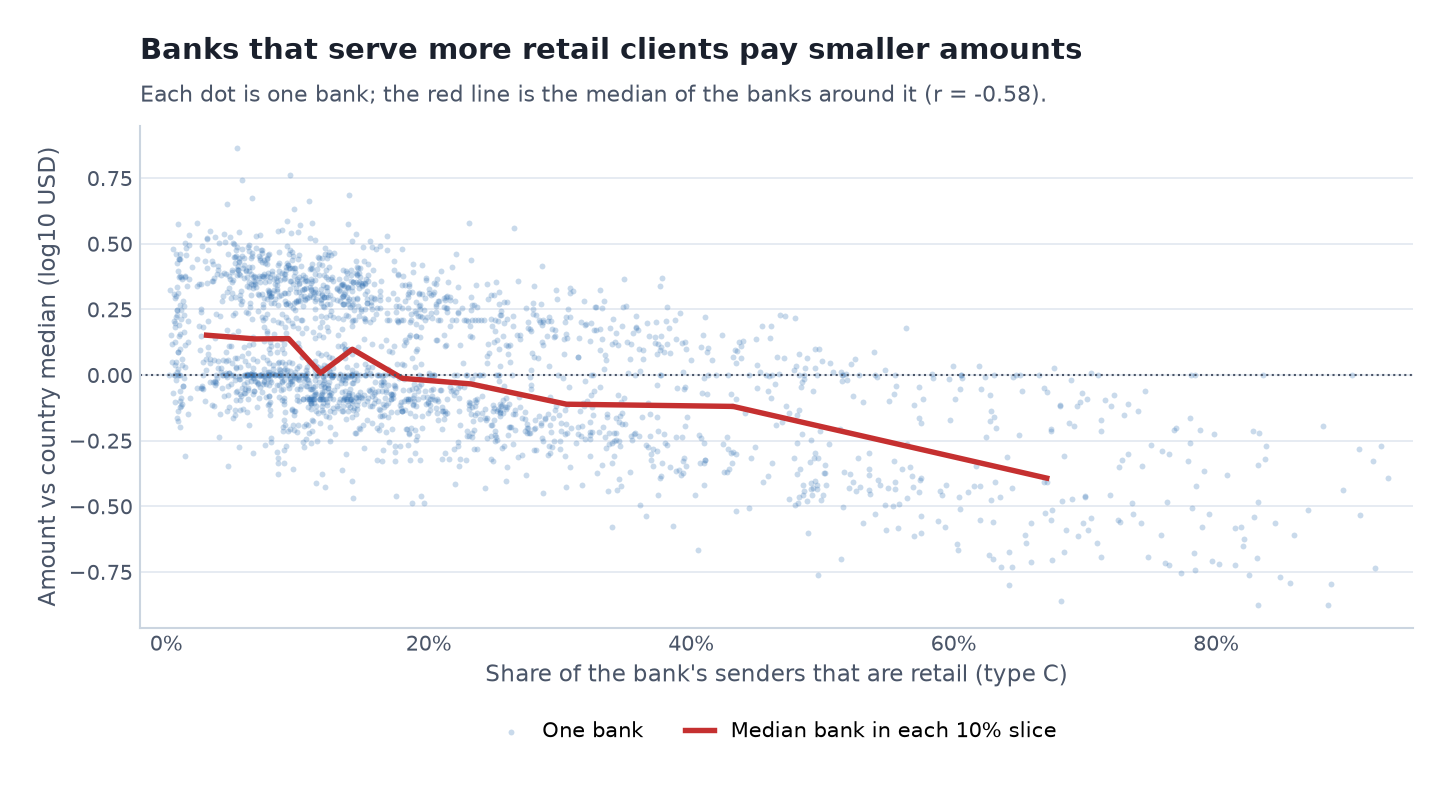 Banks that serve more retail clients pay smaller amounts
Each dot is one bank; the red line is the median of the banks around it (r = -0.58).
Amount vs country median (log10 USD)
0.75
0.50
0.25
0.00
−0.25
−0.50
−0.75
0% 20% 40% 60% 80%
Share of the bank's senders that are retail (type C)
One bank Median bank in each 10% slice